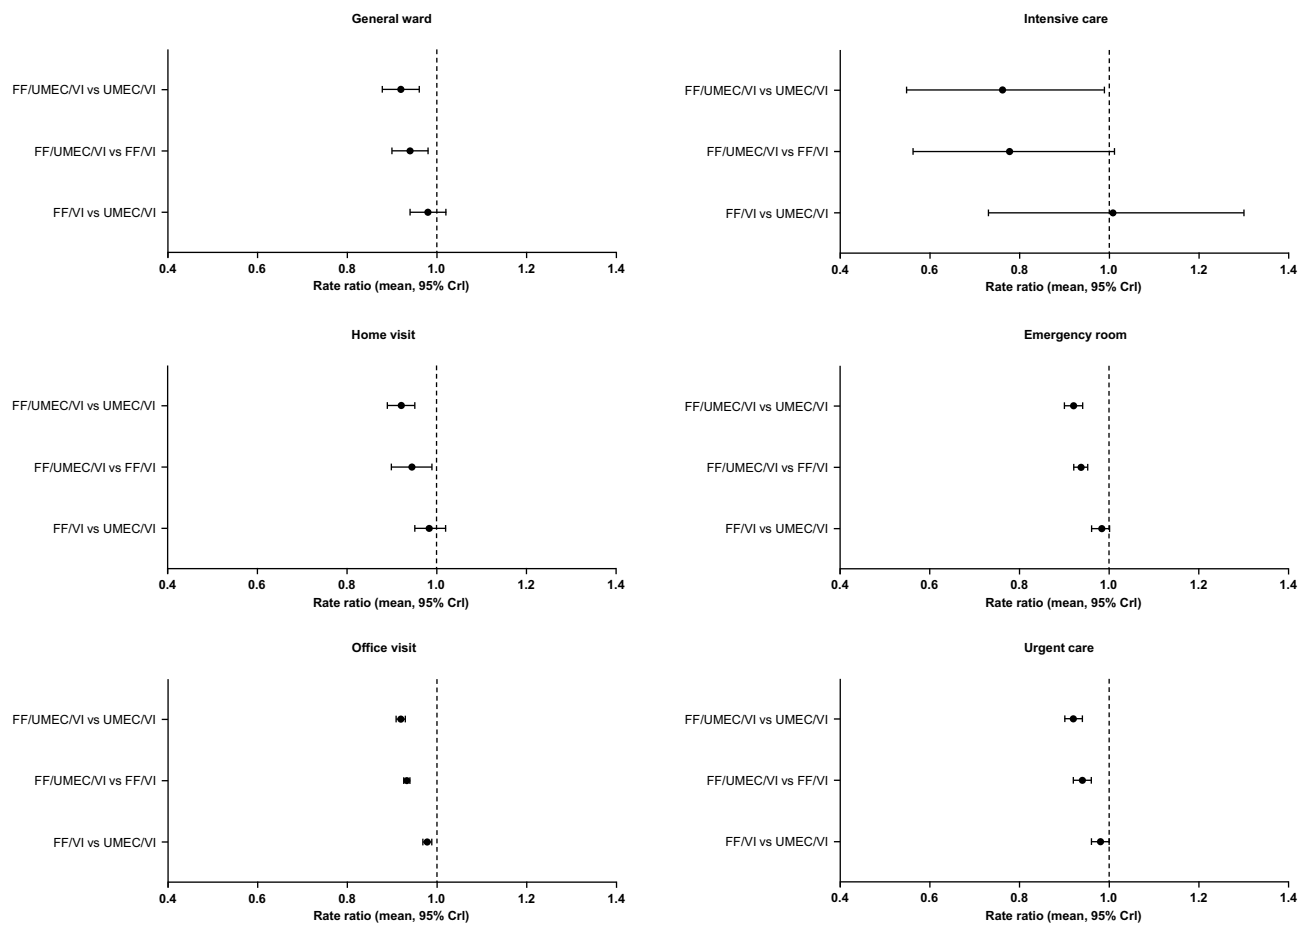 General ward
FF/UMEC/VI vs UMEC/VI
FF/UMEC/VI vs FF/VI
FF/VI vs UMEC/VI
0.4 0.6 0.8 1.0 1.2 1.4
Rate ratio (mean, 95% CrI)
Intensive care
FF/UMEC/VI vs UMEC/VI
FF/UMEC/VI vs FF/VI
FF/VI vs UMEC/VI
0.4 0.6 0.8 1.0 1.2 1.4
Rate ratio (mean, 95% CrI)
Home visit
FF/UMEC/VI vs UMEC/VI
FF/UMEC/VI vs FF/VI
FF/VI vs UMEC/VI
0.4 0.6 0.8 1.0 1.2 1.4
Rate ratio (mean, 95% CrI)
Emergency room
FF/UMEC/VI vs UMEC/VI
FF/UMEC/VI vs FF/VI
FF/VI vs UMEC/VI
0.4 0.6 0.8 1.0 1.2 1.4
Rate ratio (mean, 95% CrI)
Office visit
FF/UMEC/VI vs UMEC/VI
FF/UMEC/VI vs FF/VI
FF/VI vs UMEC/VI
0.4 0.6 0.8 1.0 1.2 1.4
Rate ratio (mean, 95% CrI)
Urgent care
FF/UMEC/VI vs UMEC/VI
FF/UMEC/VI vs FF/VI
FF/VI vs UMEC/VI
0.4 0.6 0.8 1.0 1.2 1.4
Rate ratio (mean, 95% CrI)